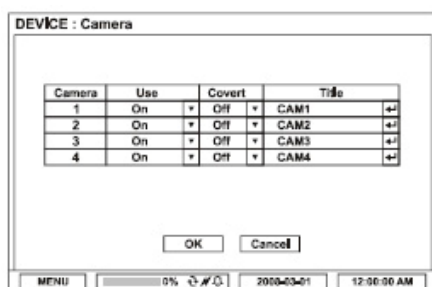 DEVICE : Camera
Camera Use Covert Title
1 On Off CAM1
2 On Off CAM2
3 On Off CAM3
4 On Off CAM4
OK Cancel
MENU 0% 2008-03-01 12:00:00 AM